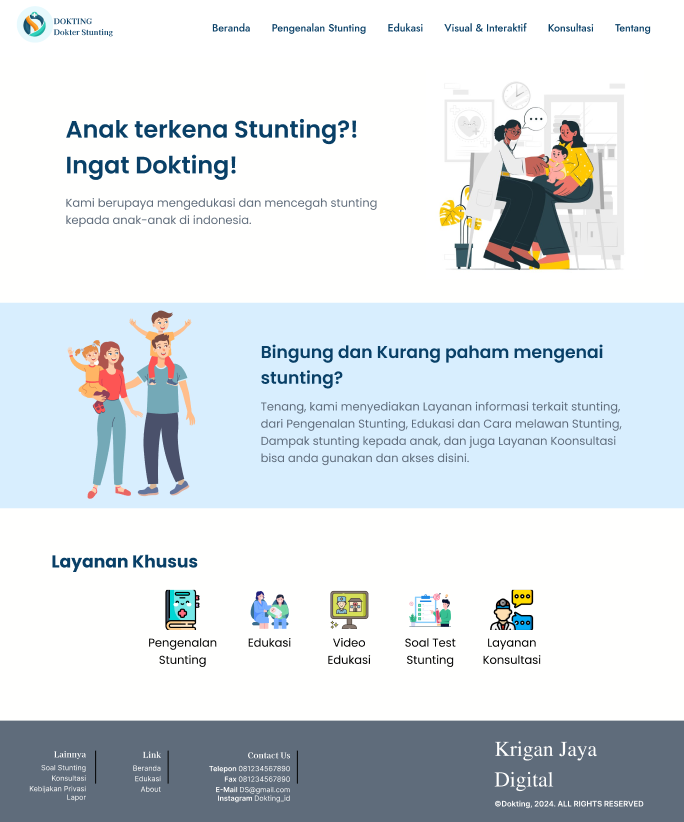 DOKTING
Dokter Stunting
Beranda Pengenalan Stunting Edukasi Visual & Interaktif Konsultasi Tentang
Anak terkena Stunting?!
Ingat Dokting!
Kami berupaya mengedukasi dan mencegah stunting
kepada anak-anak di indonesia.
Bingung dan Kurang paham mengenai
stunting?
Tenang, kami menyediakan Layanan informasi terkait stunting,
dari Pengenalan Stunting, Edukasi dan Cara melawan Stunting,
Dampak stunting kepada anak, dan juga Layanan Koonsultasi
bisa anda gunakan dan akses disini.
Layanan Khusus
Pengenalan
Stunting
Edukasi
Video
Edukasi
Soal Test
Stunting
Layanan
Konsultasi
Lainnya
Soal Stunting
Konsultasi
Kebijakan Privasi
Lapor
Link
Beranda
Edukasi
About
Contact Us
Telepon 081234567890
Fax 081234567890
E-Mail DS@gmail.com
Instagram Dokting_id
Krigan Jaya
Digital
©Dokting, 2024. ALL RIGHTS RESERVED